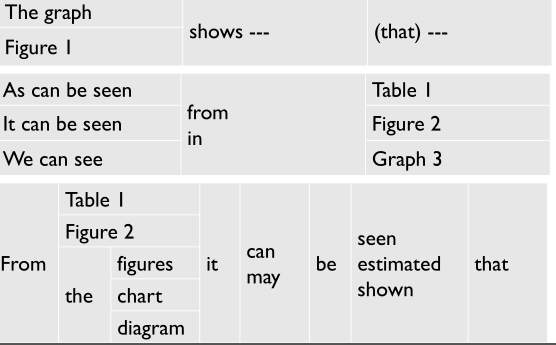 The graph
shows ---
(that) ---
Figure 1
As can be seen
from
in
Table 1
It can be seen
Figure 2
We can see
Graph 3
From
Table 1
Figure 2
the
figures
chart
diagram
it
can
may
be
seen
estimated
shown
that